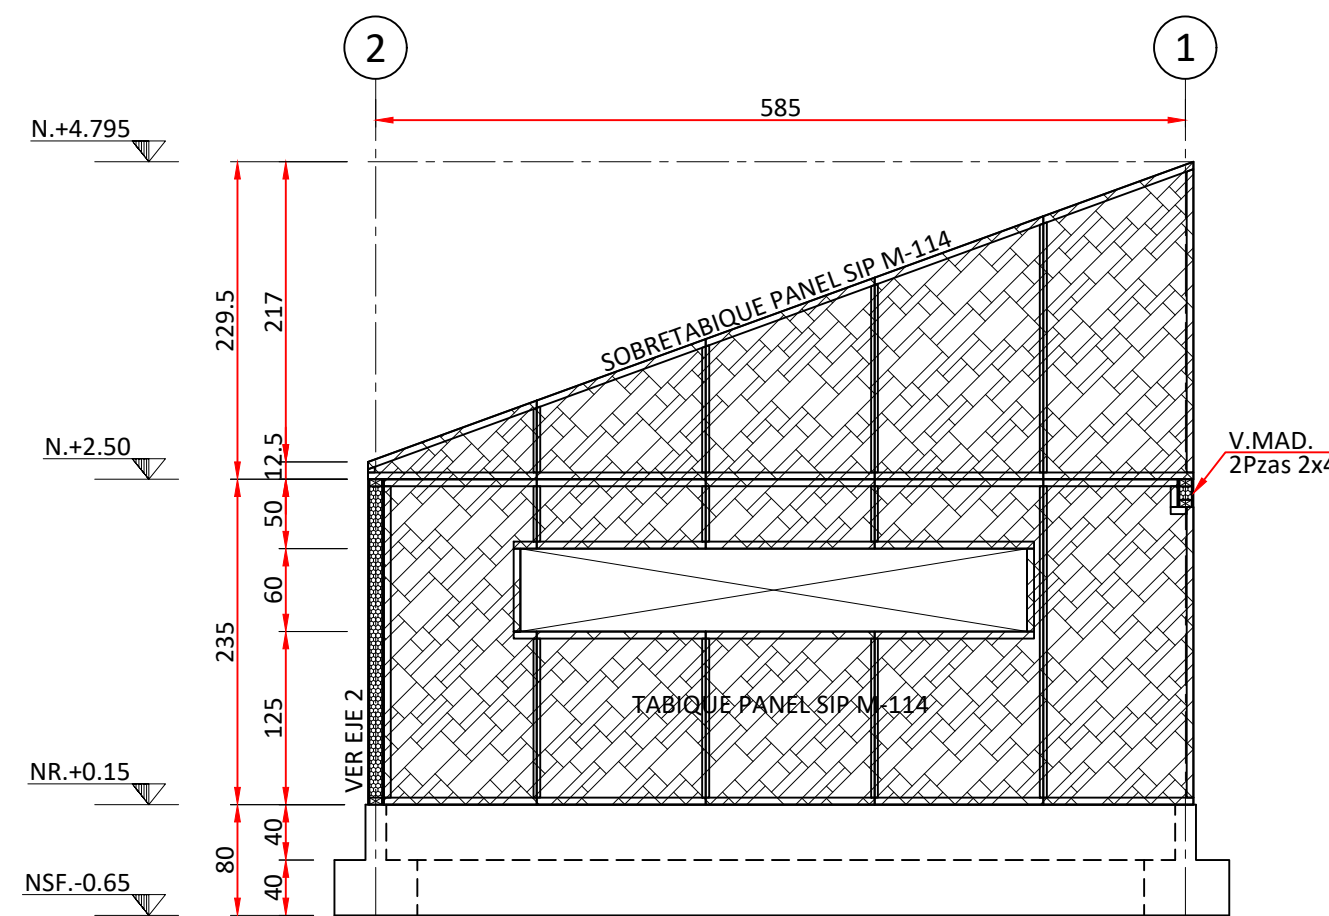 2
1
585
N.+4.795
229.5
217
SOBRETABIQUE PANEL SIP M-114
N.+2.50
12.5
V.MAD.
2Pzas 2x4
50
60
235
125
VER EJE 2
TABIQUE PANEL SIP M-114
NR.+0.15
80
40
40
NSF.-0.65